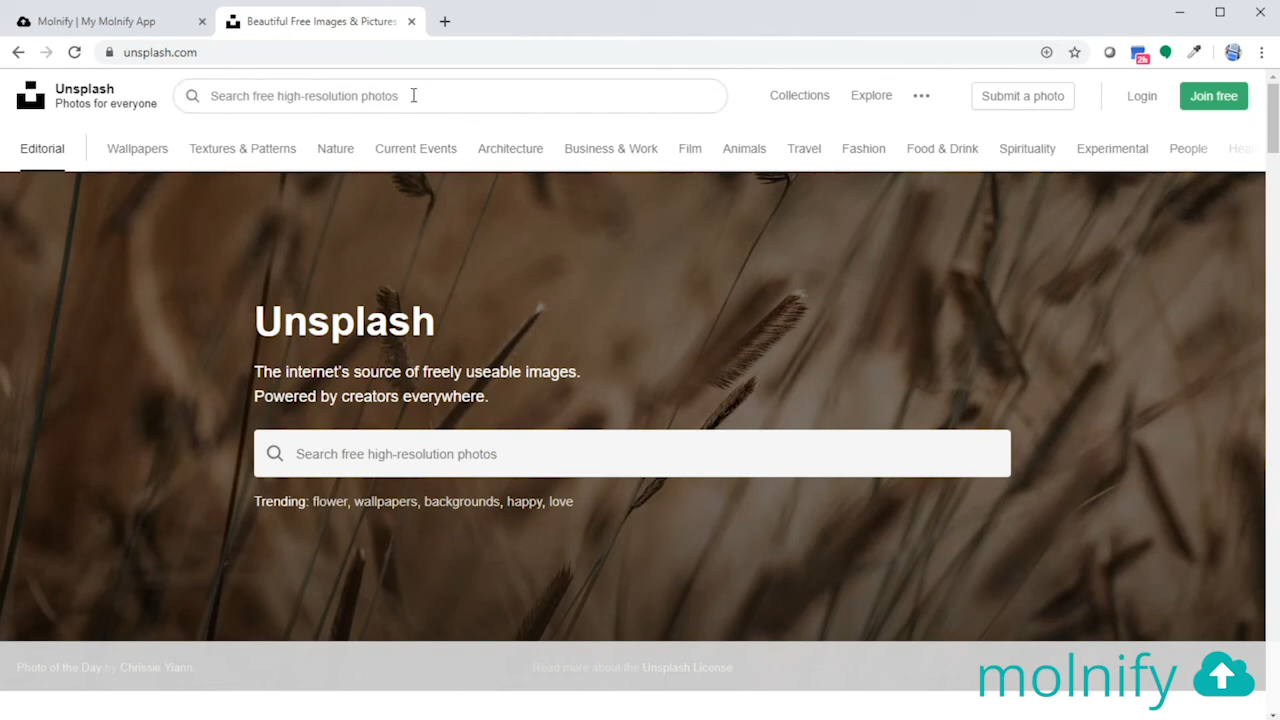 Molnify | My Molnify App
Beautiful Free Images & Pictures
unsplash.com
2h
Unsplash
Photos for everyone
Search free high-resolution photos
Collections
Explore
Submit a photo
Login
Join free
Editorial
Wallpapers
Textures & Patterns
Nature
Current Events
Architecture
Business & Work
Film
Animals
Travel
Fashion
Food & Drink
Spirituality
Experimental
People
Unsplash
The internet's source of freely useable images.
Powered by creators everywhere.
Search free high-resolution photos
Trending: flower, wallpapers, backgrounds, happy, love
Photo of the Day by Chrissie Yiann.
Read more about the Unsplash License
molnify